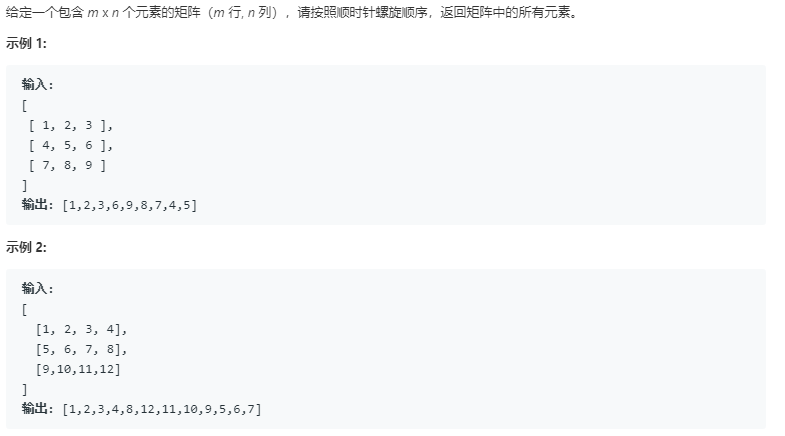 给定一个包含 m x n 个元素的矩阵（m 行, n 列），请按照顺时针螺旋顺序，返回矩阵中的所有元素。
示例 1:
输入:
[
 [ 1, 2, 3 ],
 [ 4, 5, 6 ],
 [ 7, 8, 9 ]
]
输出: [1,2,3,6,9,8,7,4,5]
示例 2:
输入:
[
  [1, 2, 3, 4],
  [5, 6, 7, 8],
  [9,10,11,12]
]
输出: [1,2,3,4,8,12,11,10,9,5,6,7]